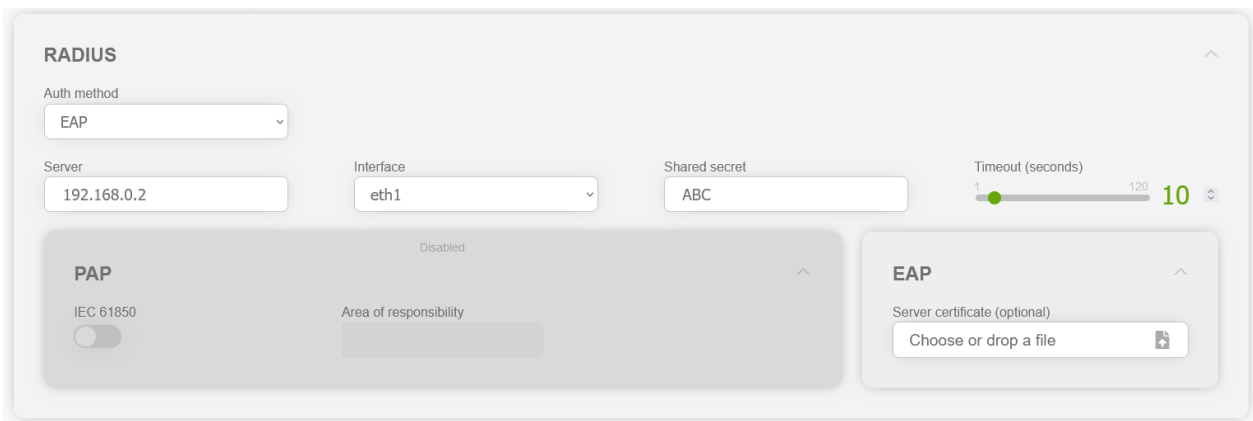 RADIUS
Auth method
EAP
Server
Interface
Shared secret
Timeout (seconds)
192.168.0.2
eth1
ABC
1
120
10
Disabled
PAP
IEC 61850
Area of responsibility
EAP
Server certificate (optional)
Choose or drop a file